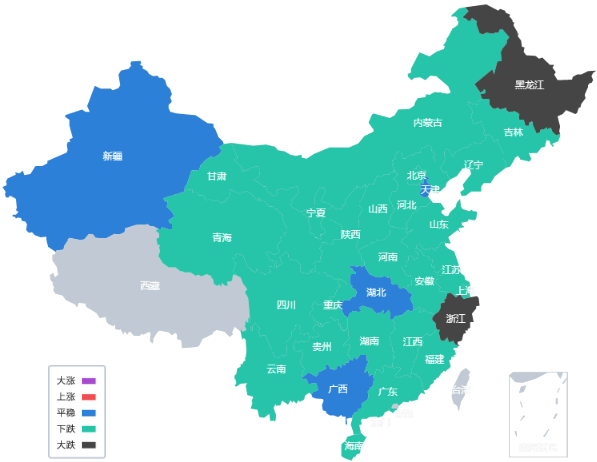 黑龙江
内蒙古
吉林
新疆
辽宁
甘肃
北京
天津
宁夏
山西
河北
山东
青海
陕西
河南
西藏
江苏
安徽
上海
湖北
四川
重庆
浙江
湖南
江西
贵州
福建
云南
广西
广东
台湾
海南
大涨
上涨
平稳
下跌
大跌